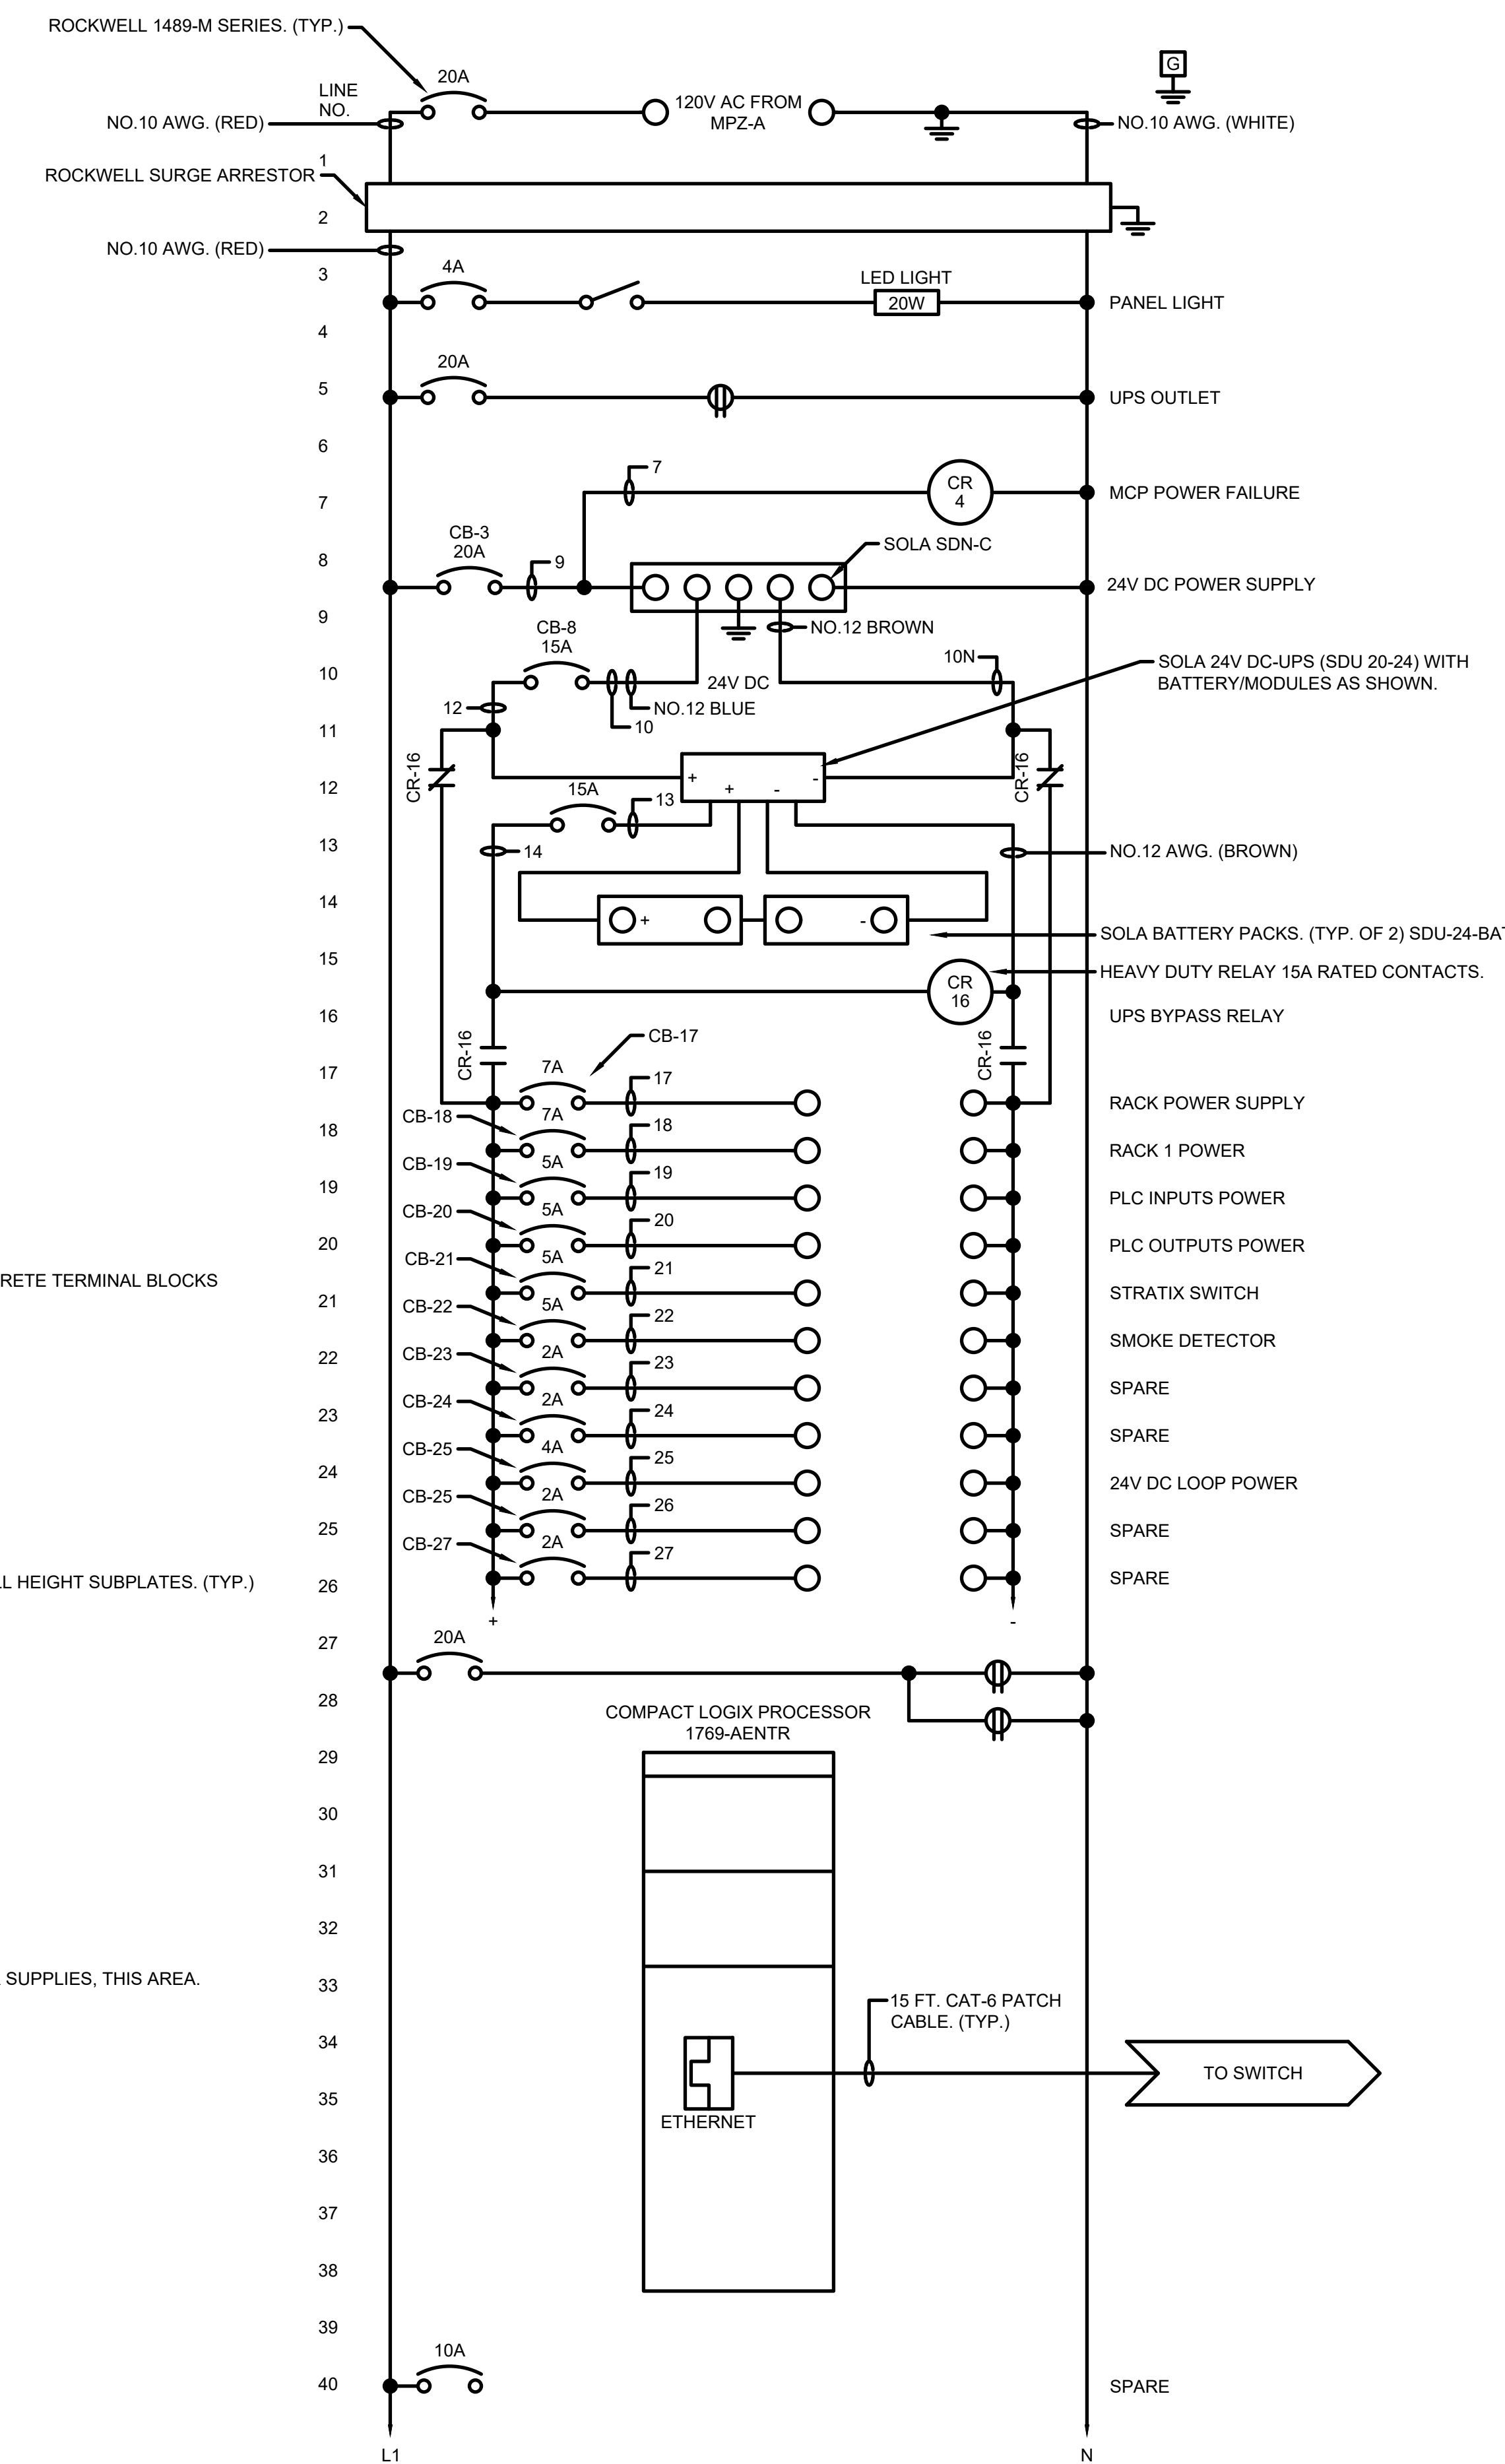 ROCKWELL 1489-M SERIES. (TYP.)
G
20A
LINE
NO.
120V AC FROM
MPZ-A
NO.10 AWG. (RED)
NO.10 AWG. (WHITE)
1
ROCKWELL SURGE ARRESTOR
2
NO.10 AWG. (RED)
3
4A
LED LIGHT
20W
PANEL LIGHT
4
20A
5
UPS OUTLET
6
7
CR
4
MCP POWER FAILURE
7
CB-3
20A
SOLA SDN-C
8
9
24V DC POWER SUPPLY
9
CB-8
15A
NO.12 BROWN
10N
SOLA 24V DC-UPS (SDU 20-24) WITH
BATTERY/MODULES AS SHOWN.
10
24V DC
12
NO.12 BLUE
10
11
CR-16
CR-16
+
+
-
-
12
15A
13
13
14
NO.12 AWG. (BROWN)
14
+
-
SOLA BATTERY PACKS. (TYP. OF 2) SDU-24-BAT
15
HEAVY DUTY RELAY 15A RATED CONTACTS.
CR
16
16
UPS BYPASS RELAY
CR-16
CR-16
CB-17
17
7A
17
RACK POWER SUPPLY
CB-18
7A
18
18
RACK 1 POWER
CB-19
5A
19
19
PLC INPUTS POWER
CB-20
5A
20
20
PLC OUTPUTS POWER
CB-21
5A
21
RETE TERMINAL BLOCKS
21
STRATIX SWITCH
CB-22
5A
22
SMOKE DETECTOR
22
CB-23
2A
23
SPARE
23
CB-24
2A
24
SPARE
CB-25
4A
25
24
24V DC LOOP POWER
CB-25
2A
26
25
SPARE
CB-27
2A
27
L HEIGHT SUBPLATES. (TYP.)
26
SPARE
+
-
27
20A
28
COMPACT LOGIX PROCESSOR
1769-AENTR
29
30
31
32
SUPPLIES, THIS AREA.
33
15 FT. CAT-6 PATCH
CABLE. (TYP.)
34
TO SWITCH
35
ETHERNET
36
37
38
39
10A
40
SPARE
L1
N